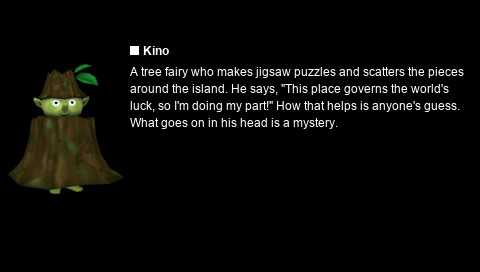 Kino
A tree fairy who makes jigsaw puzzles and scatters the pieces
around the island. He says, "This place governs the world's
luck, so I'm doing my part!" How that helps is anyone's guess.
What goes on in his head is a mystery.